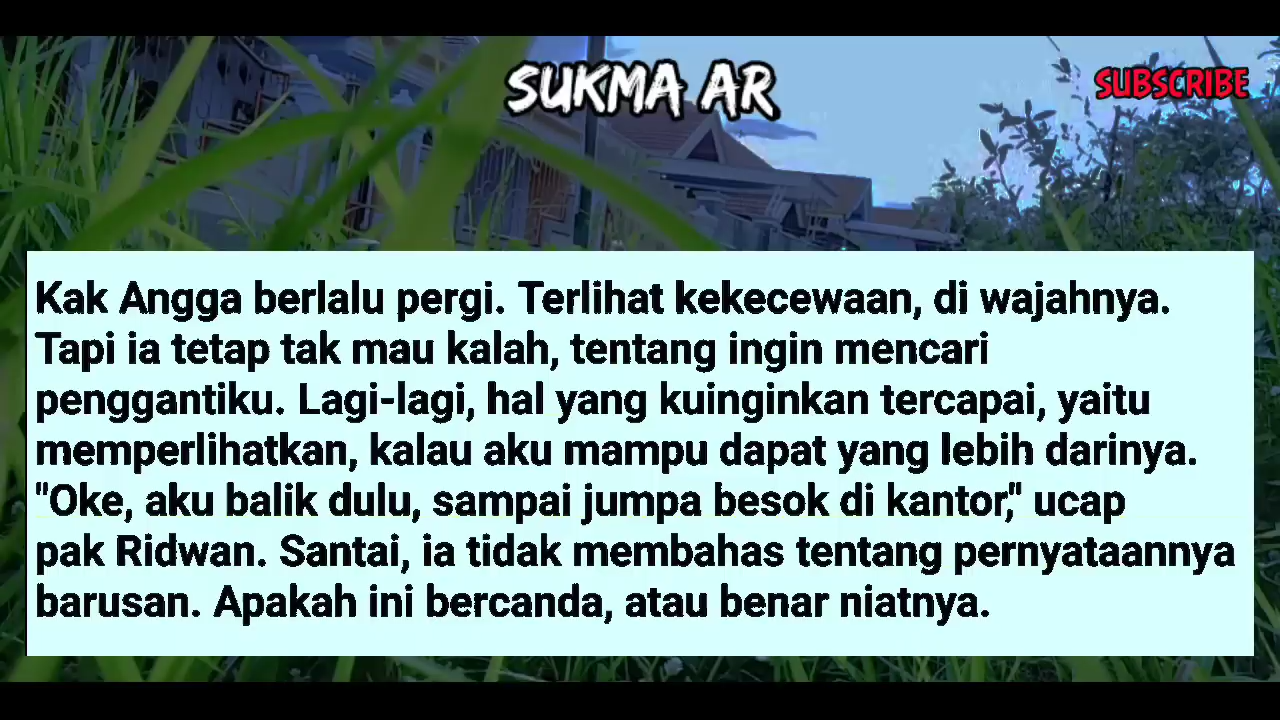 SUKMA AR
SUBSCRIBE
Kak Angga berlalu pergi. Terlihat kekecewaan, di wajahnya.
Tapi ia tetap tak mau kalah, tentang ingin mencari
penggantiku. Lagi-lagi, hal yang kuinginkan tercapai, yaitu
memperlihatkan, kalau aku mampu dapat yang lebih darinya.
"Oke, aku balik dulu, sampai jumpa besok di kantor," ucap
pak Ridwan. Santai, ia tidak membahas tentang pernyataannya
barusan. Apakah ini bercanda, atau benar niatnya.